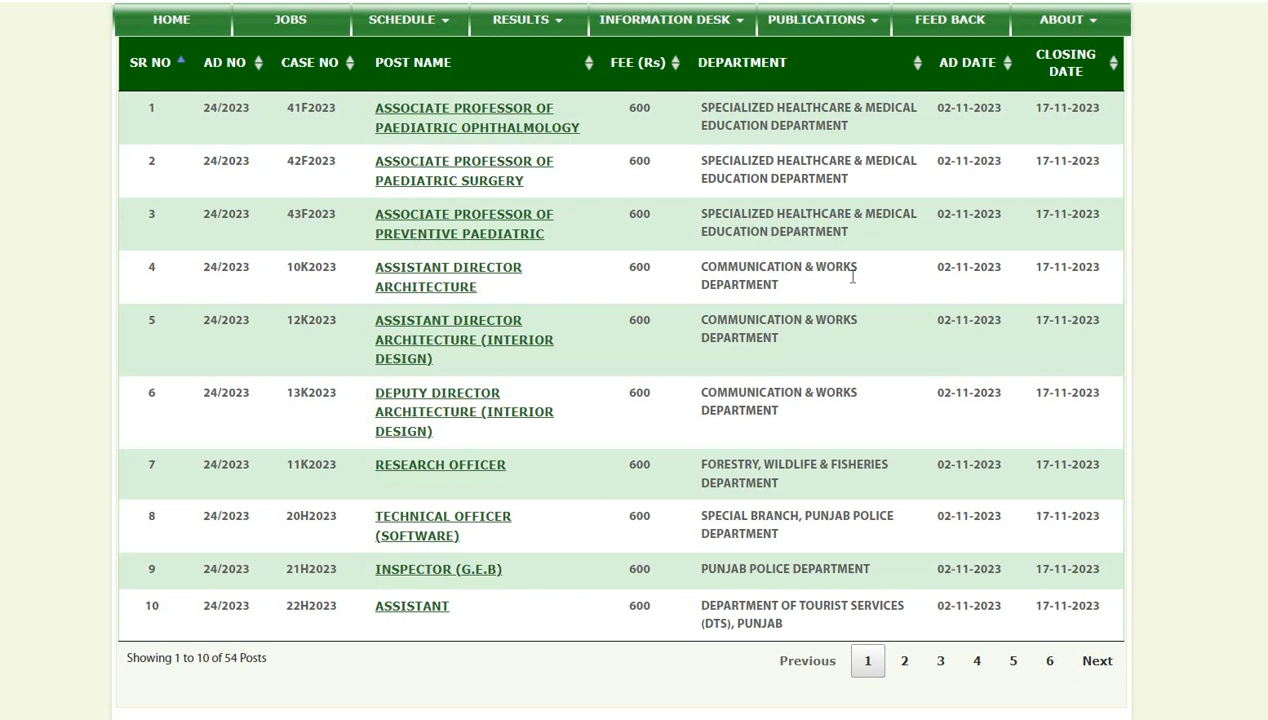 HOME JOBS SCHEDULE RESULTS INFORMATION DESK PUBLICATIONS FEED BACK ABOUT
SR NO AD NO CASE NO POST NAME FEE (Rs) DEPARTMENT AD DATE CLOSING DATE
1 24/2023 41F2023 ASSOCIATE PROFESSOR OF 600 SPECIALIZED HEALTHCARE & MEDICAL 02-11-2023 17-11-2023
PAEDIATRIC OPHTHALMOLOGY EDUCATION DEPARTMENT
2 24/2023 42F2023 ASSOCIATE PROFESSOR OF 600 SPECIALIZED HEALTHCARE & MEDICAL 02-11-2023 17-11-2023
PAEDIATRIC SURGERY EDUCATION DEPARTMENT
3 24/2023 43F2023 ASSOCIATE PROFESSOR OF 600 SPECIALIZED HEALTHCARE & MEDICAL 02-11-2023 17-11-2023
PREVENTIVE PAEDIATRIC EDUCATION DEPARTMENT
4 24/2023 10K2023 ASSISTANT DIRECTOR 600 COMMUNICATION & WORKS 02-11-2023 17-11-2023
ARCHITECTURE DEPARTMENT
5 24/2023 12K2023 ASSISTANT DIRECTOR 600 COMMUNICATION & WORKS 02-11-2023 17-11-2023
ARCHITECTURE (INTERIOR DEPARTMENT
DESIGN)
6 24/2023 13K2023 DEPUTY DIRECTOR 600 COMMUNICATION & WORKS 02-11-2023 17-11-2023
ARCHITECTURE (INTERIOR DEPARTMENT
DESIGN)
7 24/2023 11K2023 RESEARCH OFFICER 600 FORESTRY, WILDLIFE & FISHERIES 02-11-2023 17-11-2023
DEPARTMENT
8 24/2023 20H2023 TECHNICAL OFFICER 600 SPECIAL BRANCH, PUNJAB POLICE 02-11-2023 17-11-2023
(SOFTWARE) DEPARTMENT
9 24/2023 21H2023 INSPECTOR (G.E.B) 600 PUNJAB POLICE DEPARTMENT 02-11-2023 17-11-2023
10 24/2023 22H2023 ASSISTANT 600 DEPARTMENT OF TOURIST SERVICES 02-11-2023 17-11-2023
(DTS), PUNJAB
Showing 1 to 10 of 54 Posts Previous 1 2 3 4 5 6 Next